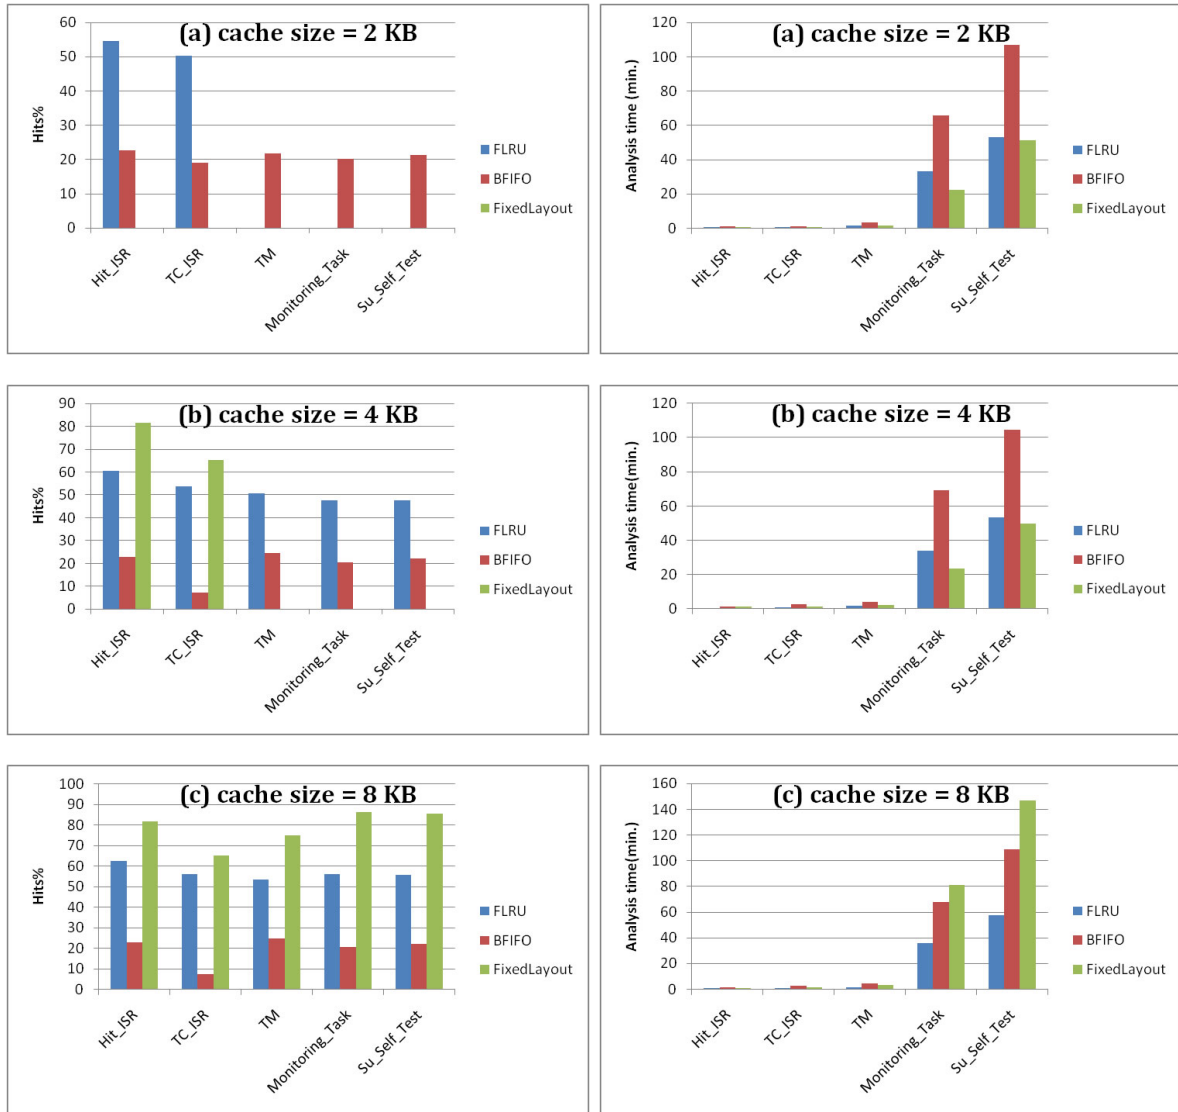 (a) cache size = 2 KB
Hits%
60
50
40
30
20
10
0
Hit_ISR
TC_ISR
TM
Monitoring_Task
Su_Self_Test
FLRU
BFIFO
FixedLayout
(a) cache size = 2 KB
Analysis time (min.)
120
100
80
60
40
20
0
Hit_ISR
TC_ISR
TM
Monitoring_Task
Su_Self_Test
FLRU
BFIFO
FixedLayout
(b) cache size = 4 KB
Hits%
90
80
70
60
50
40
30
20
10
0
Hit_ISR
TC_ISR
TM
Monitoring_Task
Su_Self_Test
FLRU
BFIFO
FixedLayout
(b) cache size = 4 KB
Analysis time(min.)
120
100
80
60
40
20
0
Hit_ISR
TC_ISR
TM
Monitoring_Task
Su_Self_Test
FLRU
BFIFO
FixedLayout
(c) cache size = 8 KB
Hits%
100
90
80
70
60
50
40
30
20
10
0
Hit_ISR
TC_ISR
TM
Monitoring_Task
Su_Self_Test
FLRU
BFIFO
FixedLayout
(c) cache size = 8 KB
Analysis time(min.)
160
140
120
100
80
60
40
20
0
Hit_ISR
TC_ISR
TM
Monitoring_Task
Su_Self_Test
FLRU
BFIFO
FixedLayout